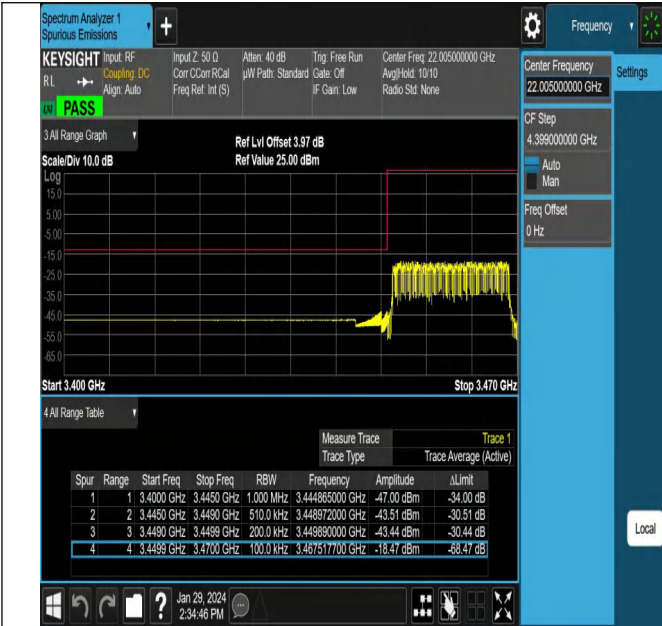 Spectrum Analyzer 1
Spurious Emissions
+
Frequency
KEYSIGHT Input: RF Input Z: 50 Ω Atten: 40 dB Trig: Free Run Center Freq: 22.005000000 GHz
RL Coupling: DC Corr CCorr RCal µW Path: Standard Gate: Off Avg|Hold: 10/10
Align: Auto Freq Ref: Int (S) IF Gain: Low Radio Std: None
LXI PASS
Center Frequency
22.005000000 GHz
Settings
CF Step
4.399000000 GHz
Auto
Man
Freq Offset
0 Hz
3 All Range Graph
Ref Lvl Offset 3.97 dB
Scale/Div 10.0 dB Ref Value 25.00 dBm
Log
15.0
5.00
-5.00
-15.0
-25.0
-35.0
-45.0
-55.0
-65.0
Start 3.400 GHz Stop 3.470 GHz
4 All Range Table
Measure Trace Trace 1
Trace Type Trace Average (Active)
Spur Range Start Freq Stop Freq RBW Frequency Amplitude ΔLimit
1 1 3.4000 GHz 3.4450 GHz 1.000 MHz 3.444865000 GHz -47.00 dBm -34.00 dB
2 2 3.4450 GHz 3.4490 GHz 510.0 kHz 3.448972000 GHz -43.51 dBm -30.51 dB
3 3 3.4490 GHz 3.4499 GHz 200.0 kHz 3.449890000 GHz -43.44 dBm -30.44 dB
4 4 3.4499 GHz 3.4700 GHz 100.0 kHz 3.467517700 GHz -18.47 dBm -68.47 dB
Local
? Jan 29, 2024
2:34:46 PM